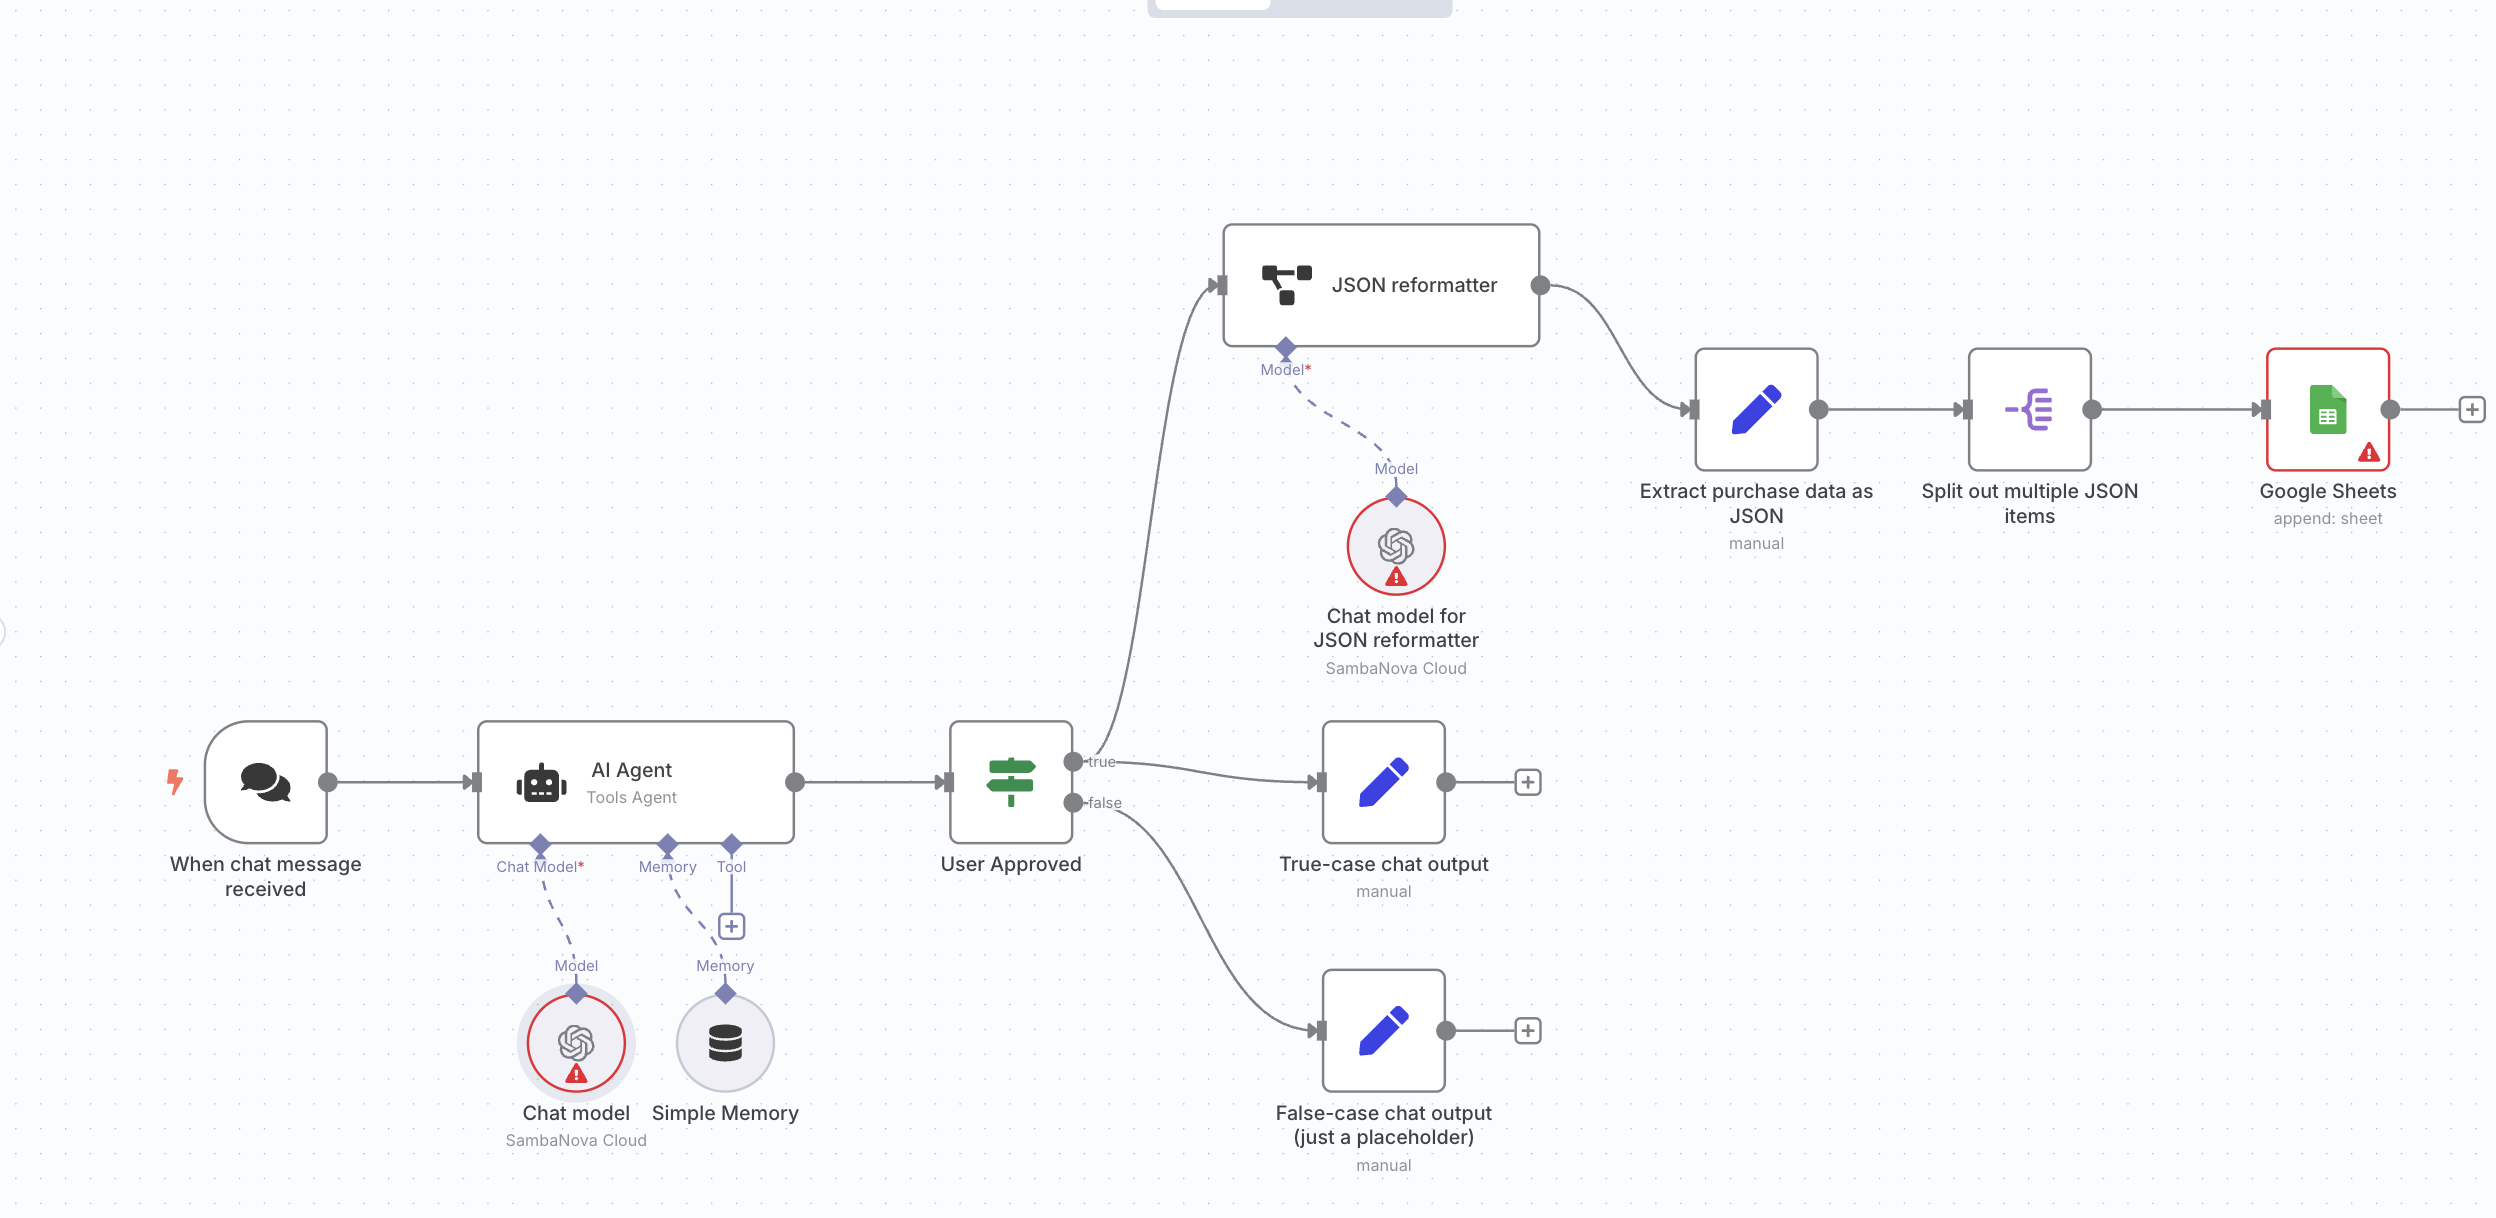 JSON reformatter
Model*
Model
Chat model for
JSON reformatter
SambaNova Cloud
Extract purchase data as
JSON
manual
Split out multiple JSON
items
Google Sheets
append: sheet
When chat message
received
AI Agent
Tools Agent
Chat Model*
Memory
Tool
Model
Memory
Chat model
SambaNova Cloud
Simple Memory
User Approved
true
false
True-case chat output
manual
False-case chat output
(just a placeholder)
manual